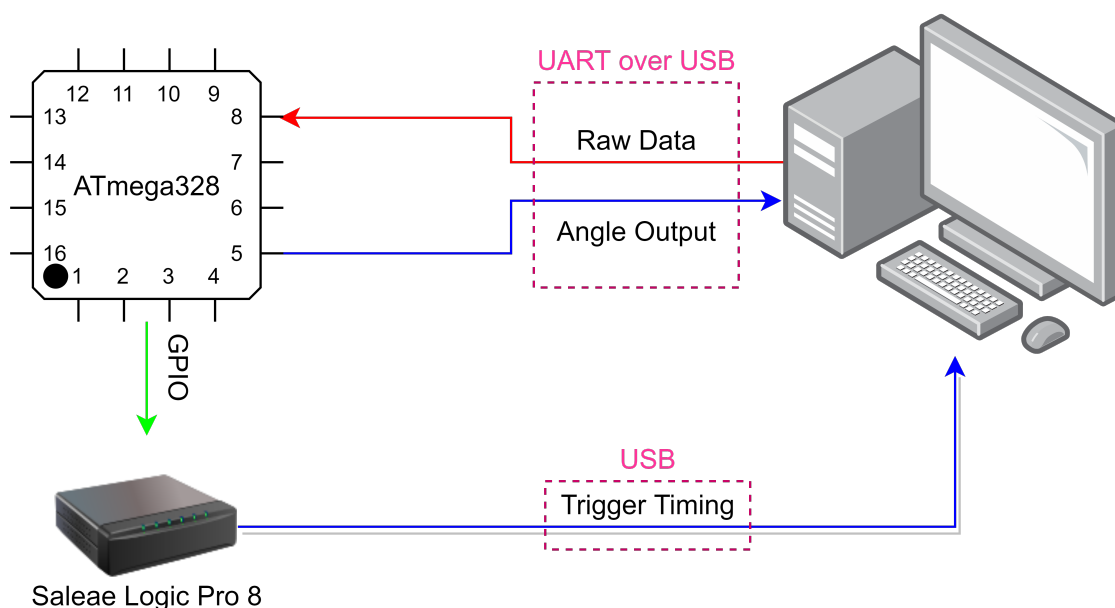 UART over USB
12 11 10 9
13 8
Raw Data
14 7
ATmega328
15 6
Angle Output
16 5
1 2 3 4
GPIO
USB
Trigger Timing
Saleae Logic Pro 8